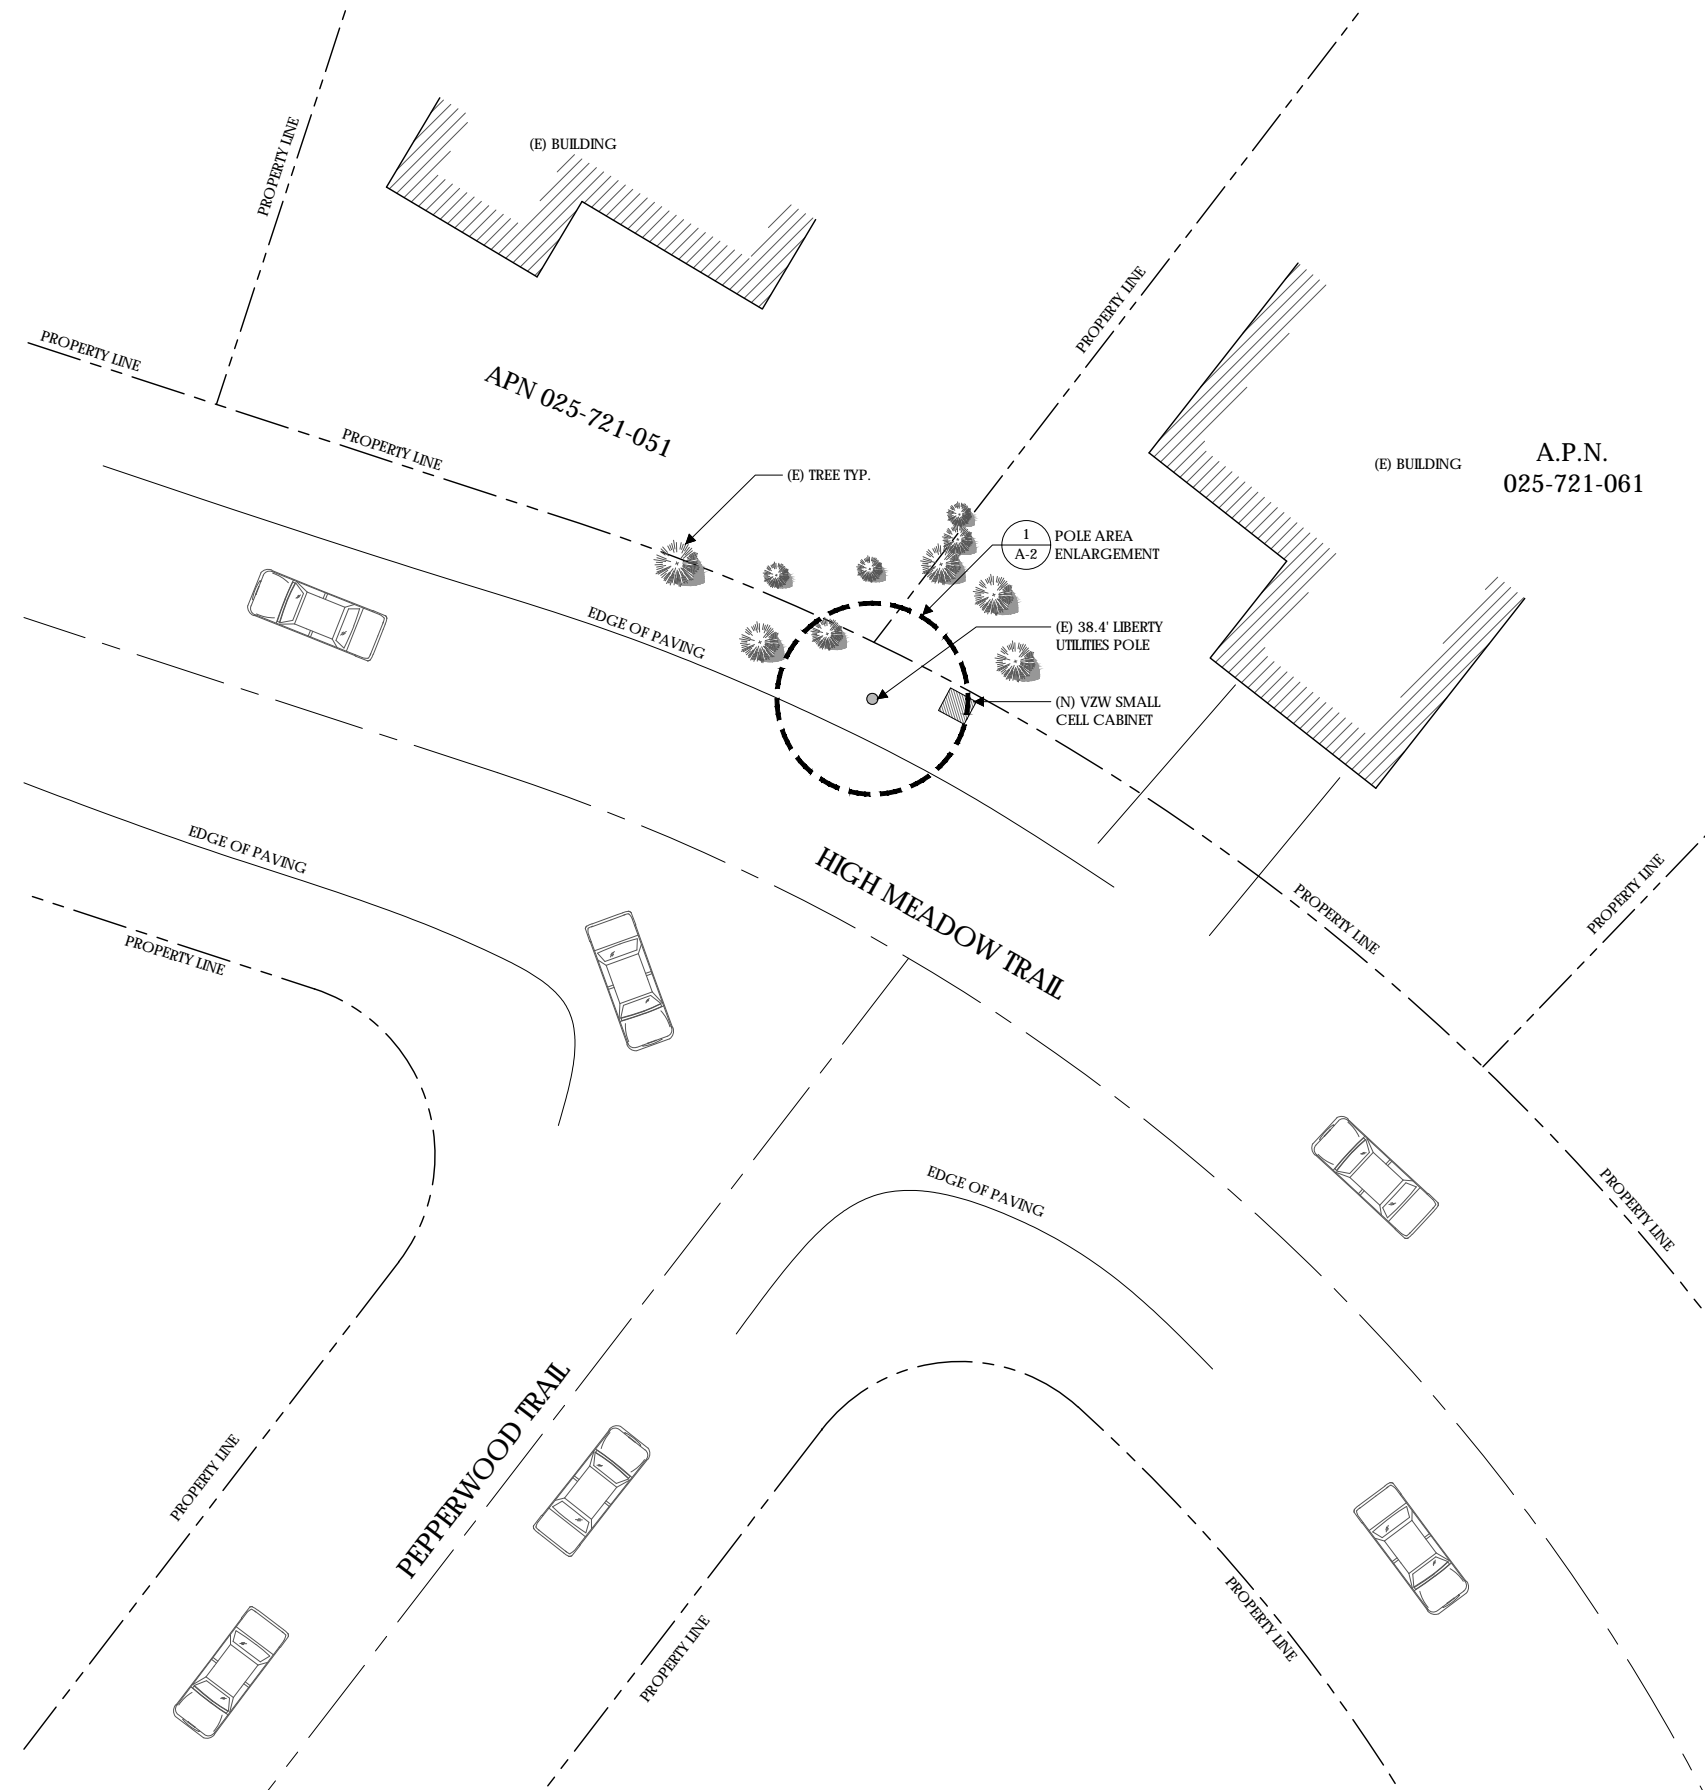 (E) BUILDING
PROPERTY LINE
PROPERTY LINE
PROPERTY LINE
PROPERTY LINE
APN 025-721-051
(E) BUILDING
A.P.N.
025-721-061
(E) TREE TYP.
1
A-2
POLE AREA
ENLARGEMENT
EDGE OF PAVING
(E) 38.4' LIBERTY
UTILITIES POLE
(N) VZW SMALL
CELL CABINET
EDGE OF PAVING
HIGH MEADOW TRAIL
PROPERTY LINE
PROPERTY LINE
PROPERTY LINE
EDGE OF PAVING
PROPERTY LINE
PEPPERWOOD TRAIL
PROPERTY LINE
PROPERTY LINE
PROPERTY LINE